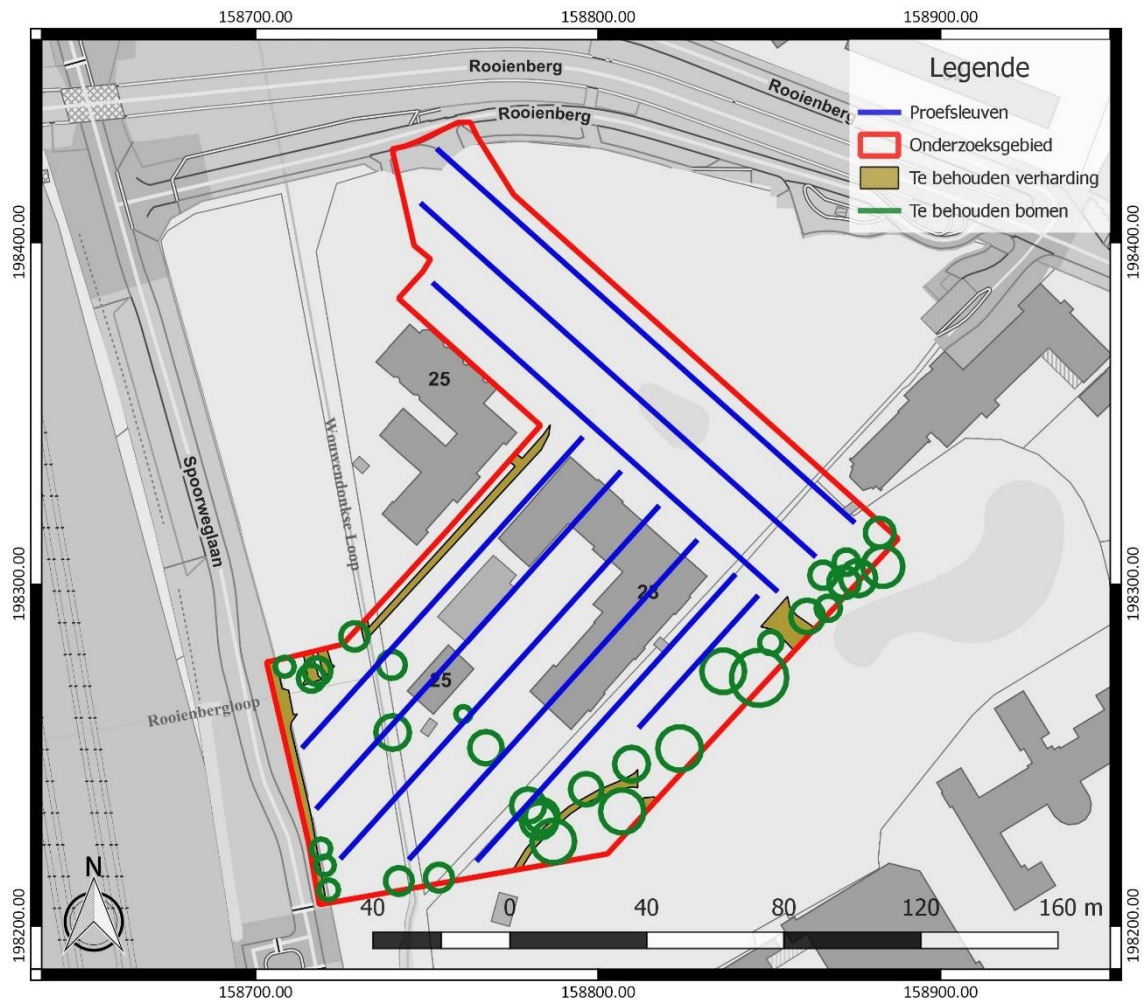 158700.00 158800.00 158900.00
Legende
Rooienberg
Rooienberg
Rooienberg
Proefsleuven
Onderzoeksgebied
Te behouden verharding
Te behouden bomen
198400.00 198400.00
25
Spoorweglaan
Womvendonkse Loop
198300.00 198300.00
25
Rooienbergloop
N
40 0 40 80 120 160 m
198200.00 198200.00
158700.00 158800.00 158900.00